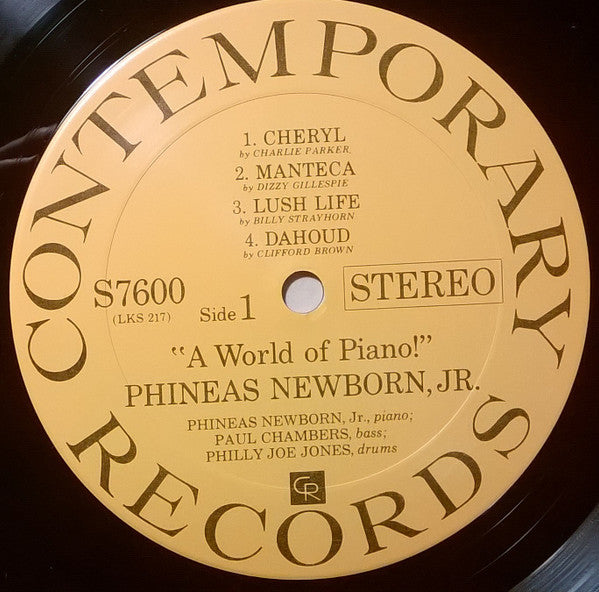 CONTEMPORARY
1. CHERYL
by CHARLIE PARKER
2. MANTECA
by DIZZY GILLESPIE
3. LUSH LIFE
by BILLY STRAYHORN
4. DAHOUD
by CLIFFORD BROWN
S7600
(LKS 217)
Side 1
STEREO
"A World of Piano!"
PHINEAS NEWBORN, JR.
PHINEAS NEWBORN, Jr., piano;
PAUL CHAMBERS, bass;
PHILLY JOE JONES, drums
CR
RECORDS